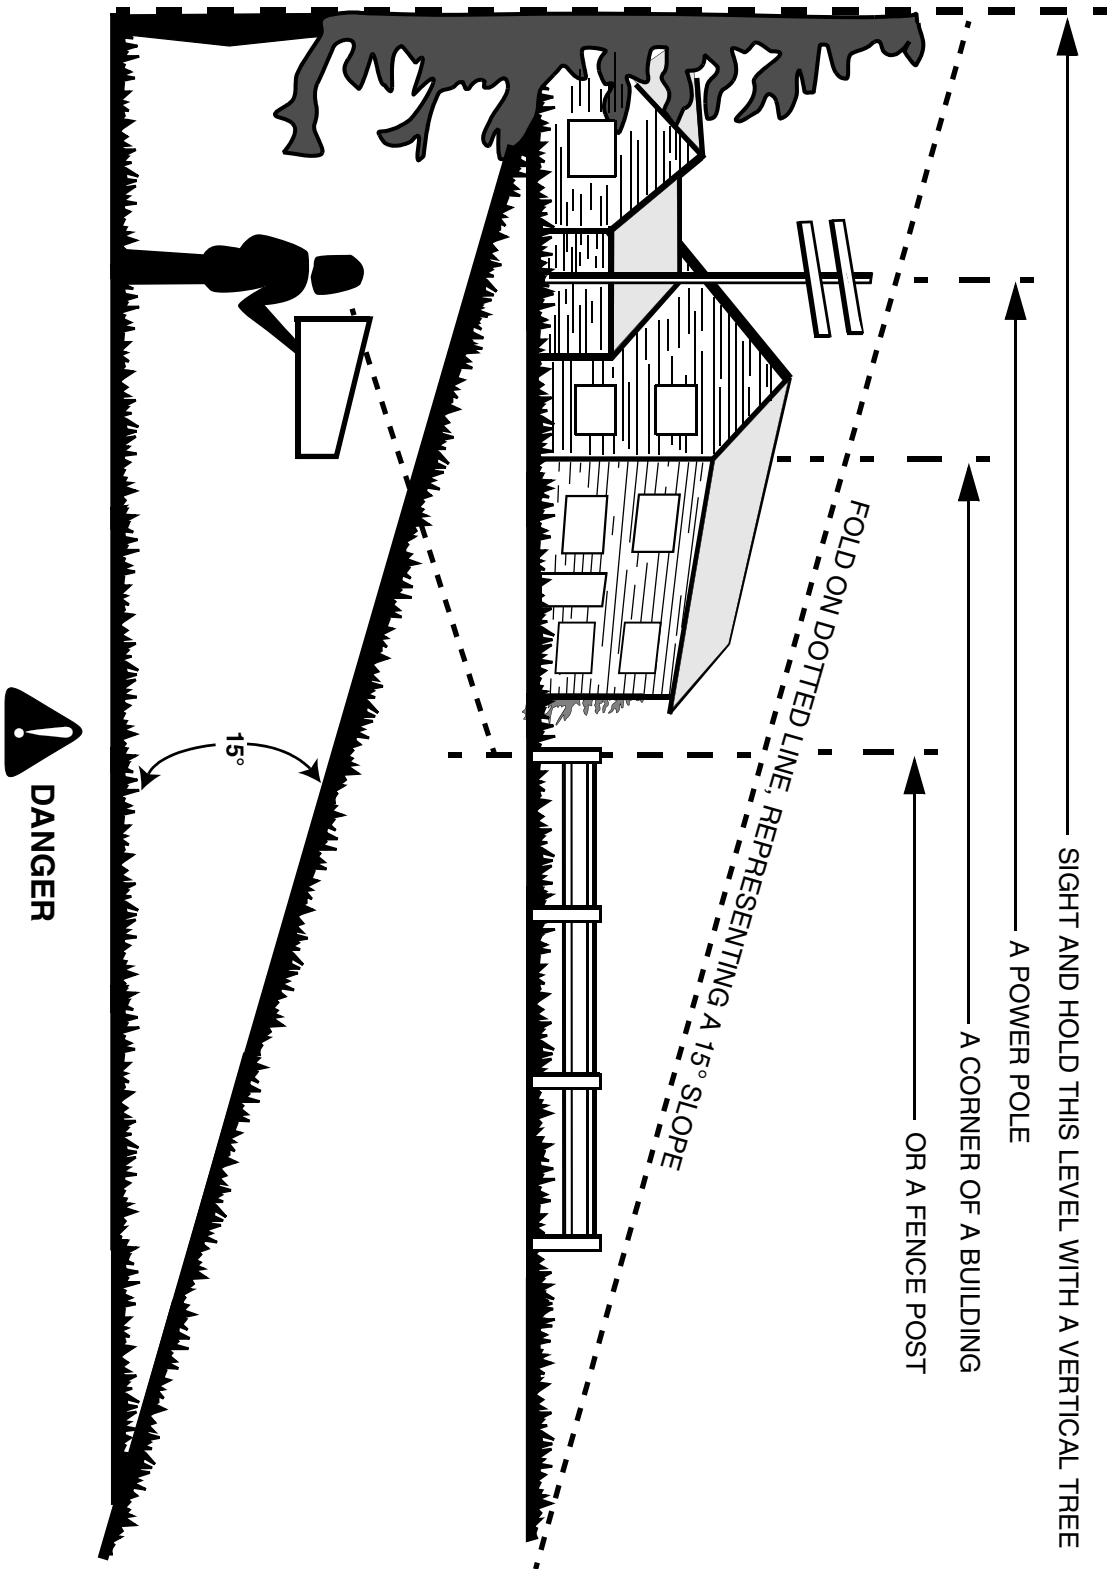 SIGHT AND HOLD THIS LEVEL WITH A VERTICAL TREE
A POWER POLE
A CORNER OF A BUILDING
OR A FENCE POST
FOLD ON DOTTED LINE, REPRESENTING A 15° SLOPE
15°
DANGER